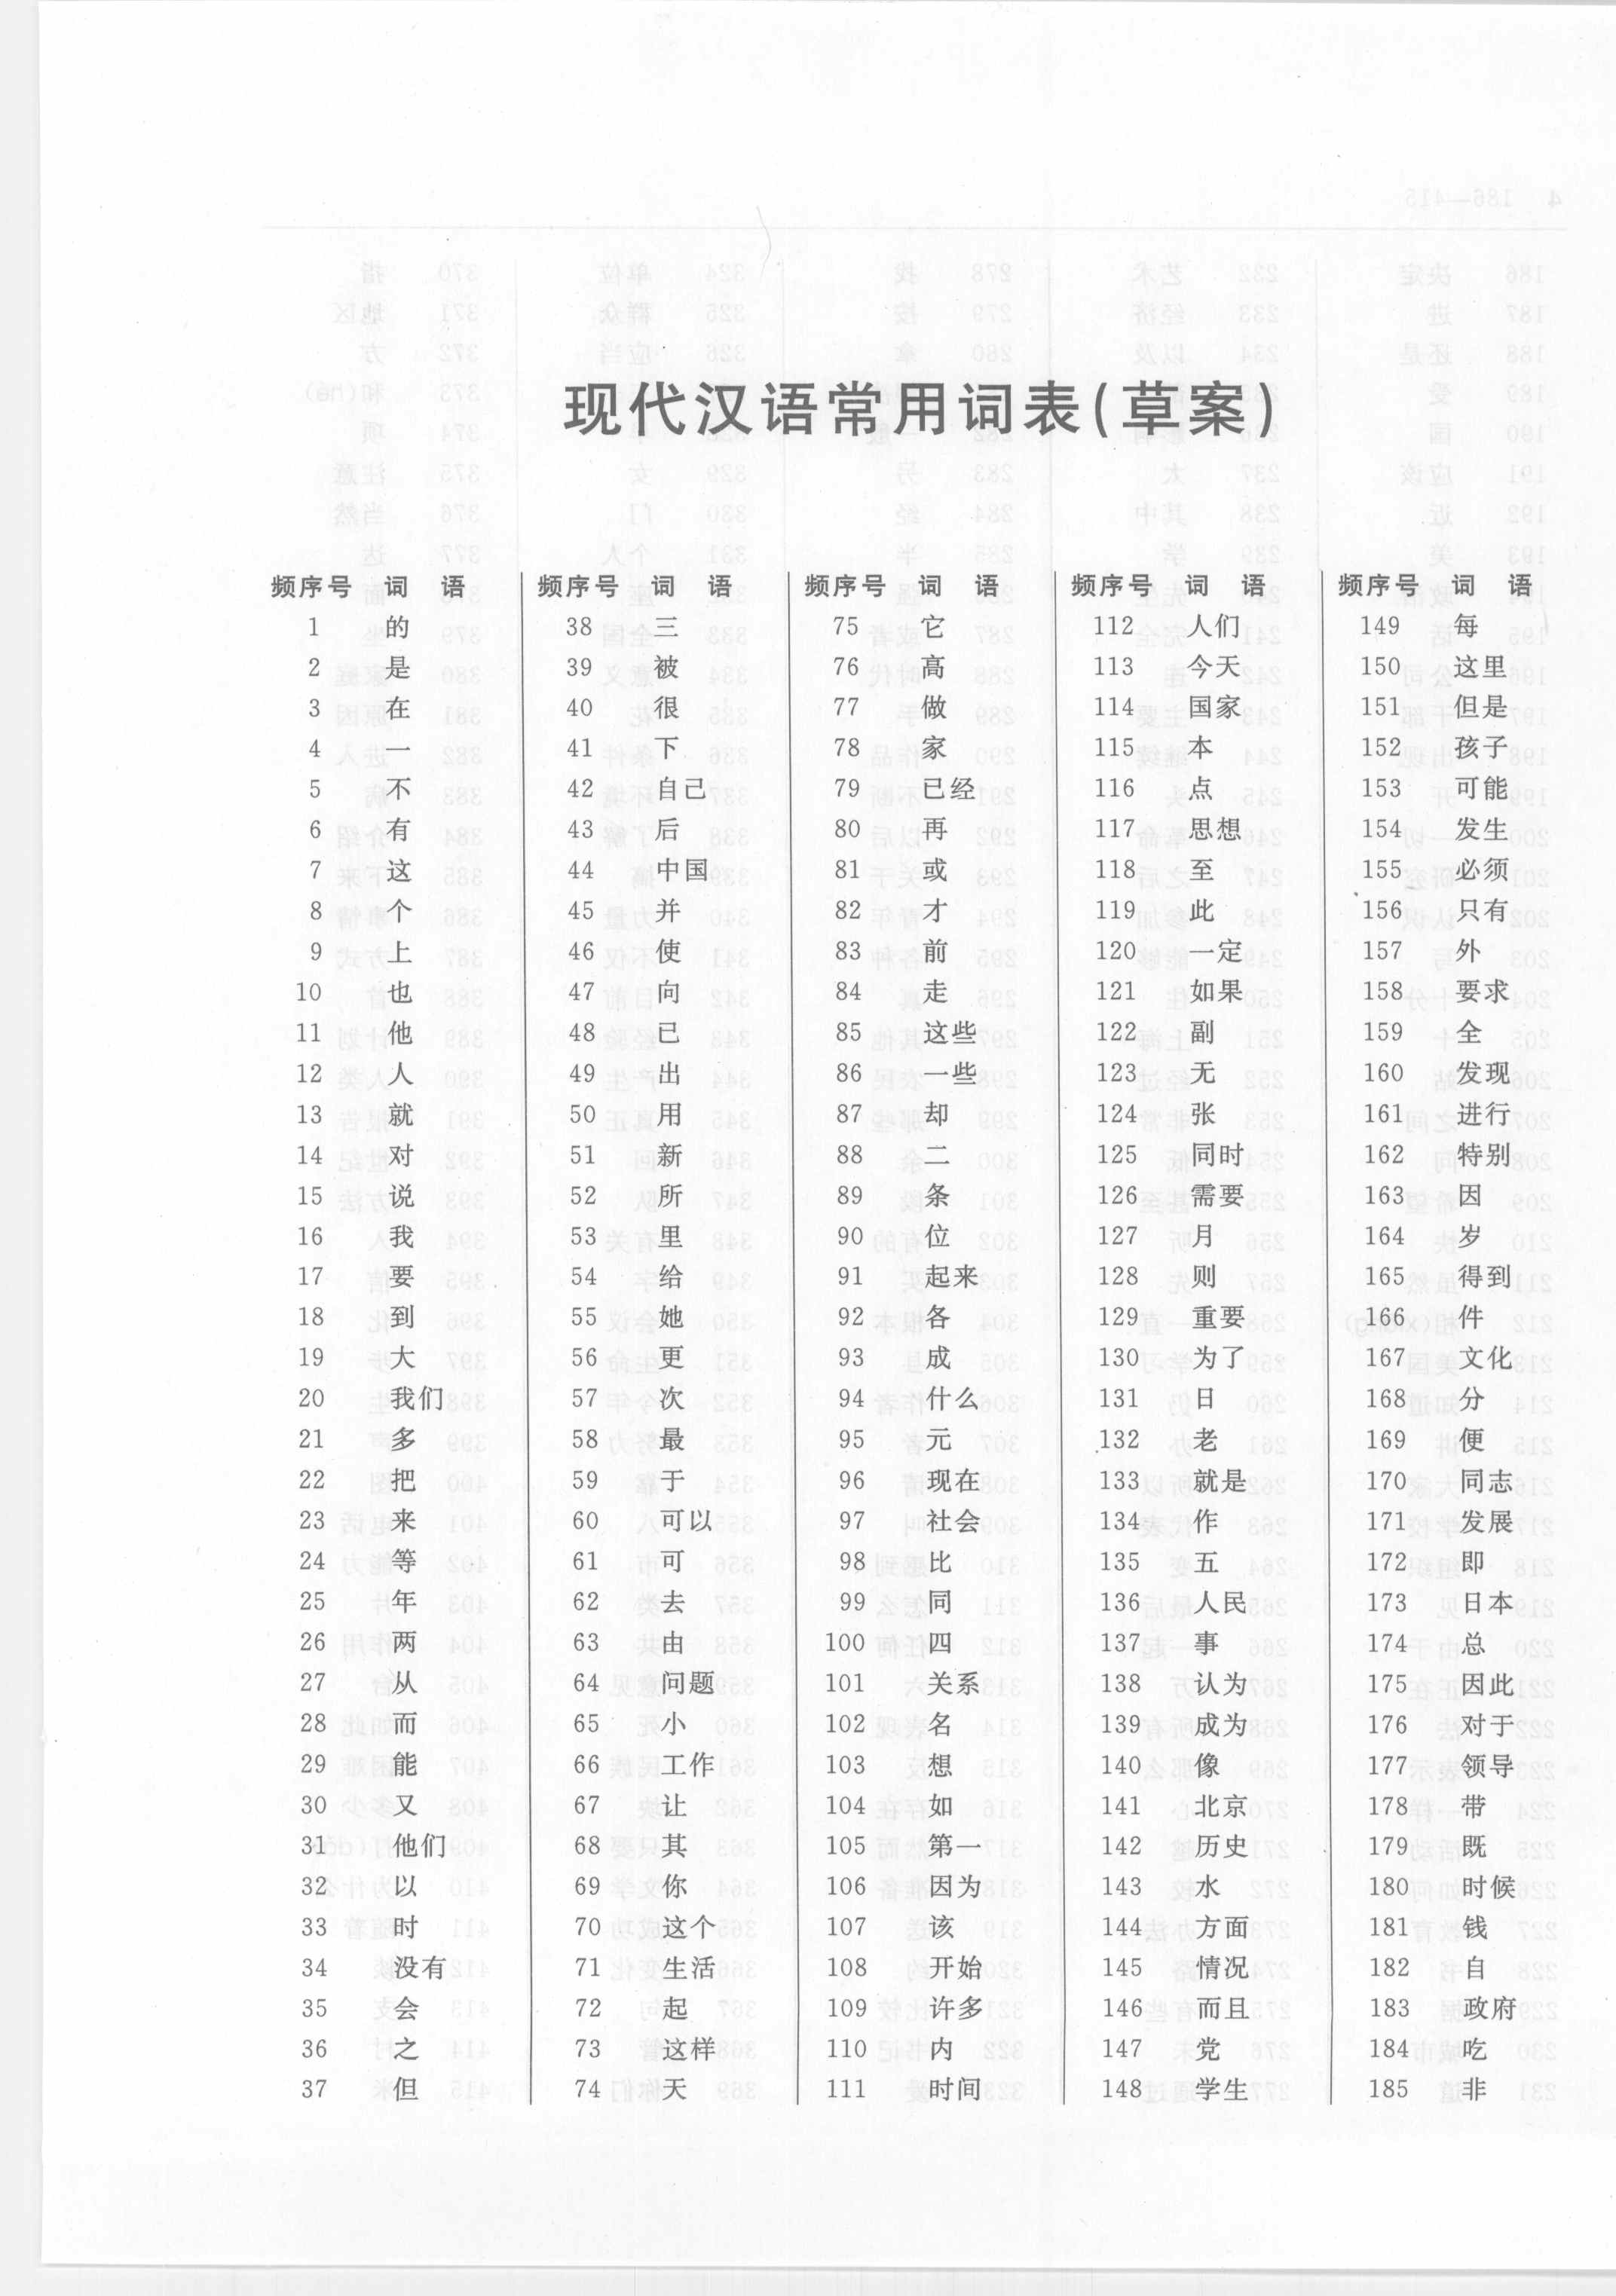 现代汉语常用词表(草案)
频序号 词 语
1 的
2 是
3 在
4 一
5 不
6 有
7 这
8 个
9 上
10 也
11 他
12 人
13 就
14 对
15 说
16 我
17 要
18 到
19 大
20 我们
21 多
22 把
23 来
24 等
25 年
26 两
27 从
28 而
29 能
30 又
31 他们
32 以
33 时
34 没有
35 会
36 之
37 但
频序号 词 语
38 三
39 被
40 很
41 下
42 自己
43 后
44 中国
45 并
46 使
47 向
48 已
49 出
50 用
51 新
52 所
53 里
54 给
55 她
56 更
57 次
58 最
59 于
60 可以
61 可
62 去
63 由
64 问题
65 小
66 工作
67 让
68 其
69 你
70 这个
71 生活
72 起
73 这样
74 天
频序号 词 语
75 它
76 高
77 做
78 家
79 已经
80 再
81 或
82 才
83 前
84 走
85 这些
86 一些
87 却
88 二
89 条
90 位
91 起来
92 各
93 成
94 什么
95 元
96 现在
97 社会
98 比
99 同
100 四
101 关系
102 名
103 想
104 如
105 第一
106 因为
107 该
108 开始
109 许多
110 内
111 时间
频序号 词 语
112 人们
113 今天
114 国家
115 本
116 点
117 思想
118 至
119 此
120 一定
121 如果
122 副
123 无
124 张
125 同时
126 需要
127 月
128 则
129 重要
130 为了
131 日
132 老
133 就是
134 作
135 五
136 人民
137 事
138 认为
139 成为
140 像
141 北京
142 历史
143 水
144 方面
145 情况
146 而且
147 党
148 学生
频序号 词 语
149 每
150 这里
151 但是
152 孩子
153 可能
154 发生
155 必须
156 只有
157 外
158 要求
159 全
160 发现
161 进行
162 特别
163 因
164 岁
165 得到
166 件
167 文化
168 分
169 便
170 同志
171 发展
172 即
173 日本
174 总
175 因此
176 对于
177 领导
178 带
179 既
180 时候
181 钱
182 自
183 政府
184 吃
185 非